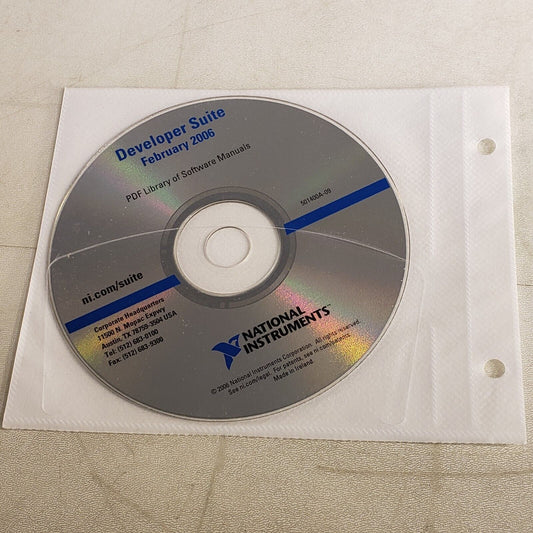 Developer Suite
February 2006
PDF Library of Software Manuals
501400A-09
ni.com/suite
Corporate Headquarters
11500 N. Mopac Expwy
Austin, TX 78759-3504 USA
Tel: (512) 683-0100
Fax: (512) 683-9300
NATIONAL
INSTRUMENTS™
© 2006 National Instruments Corporation. All rights reserved.
See ni.com/legal. For patents, see ni.com/patents.
Made in Ireland